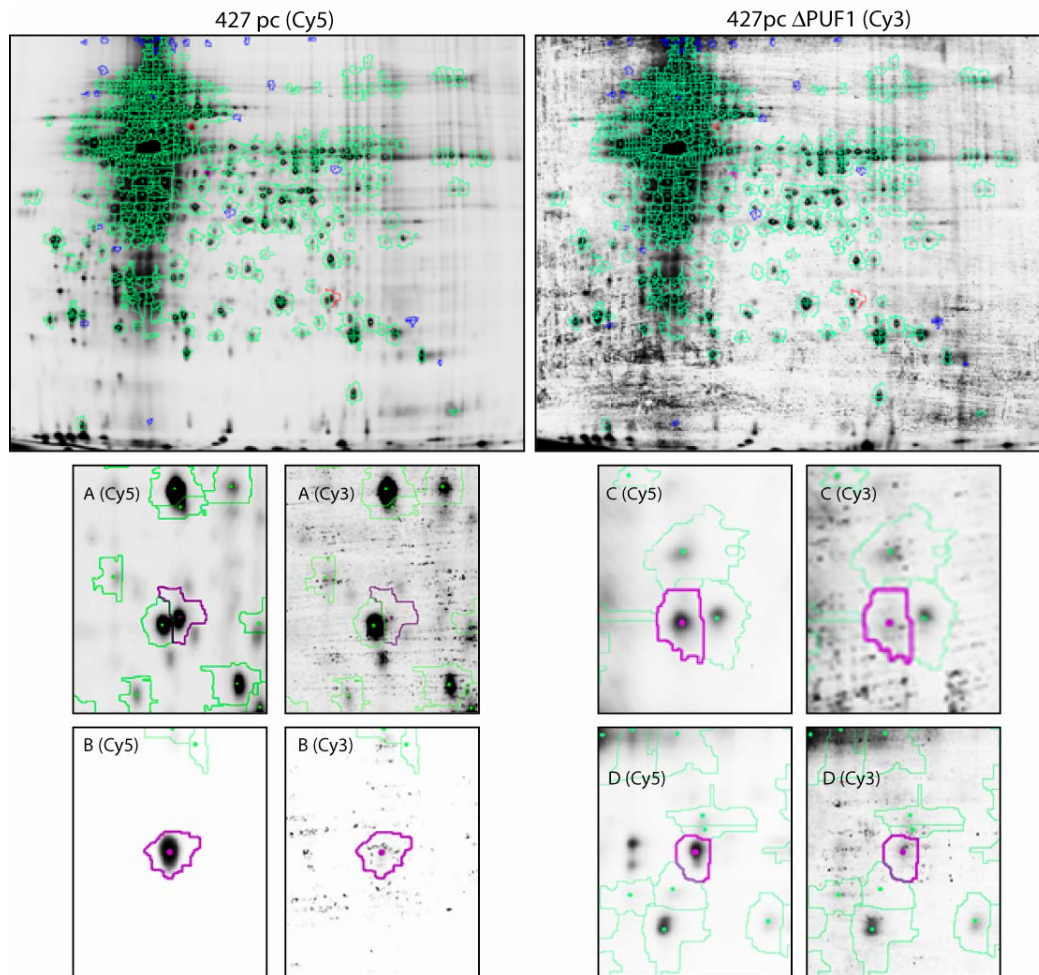 427 pc (Cy5)
427pc ΔPUF1 (Cy3)
A (Cy5)
A (Cy3)
C (Cy5)
C (Cy3)
B (Cy5)
B (Cy3)
D (Cy5)
D (Cy3)